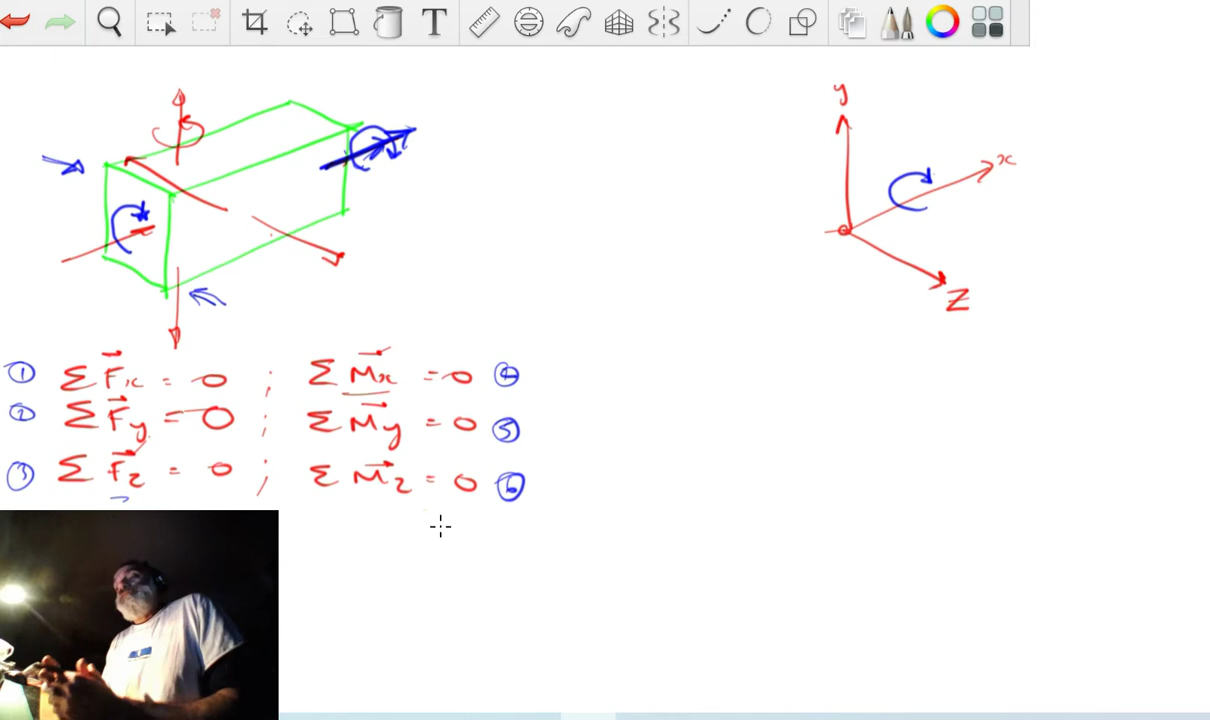 y
x
Z
① ΣF⃗x = 0 ; ΣM⃗x = 0 ④
② ΣF⃗y = 0 ; ΣM⃗y = 0 ⑤
③ ΣF⃗z = 0 ; ΣM⃗z = 0 ⑥